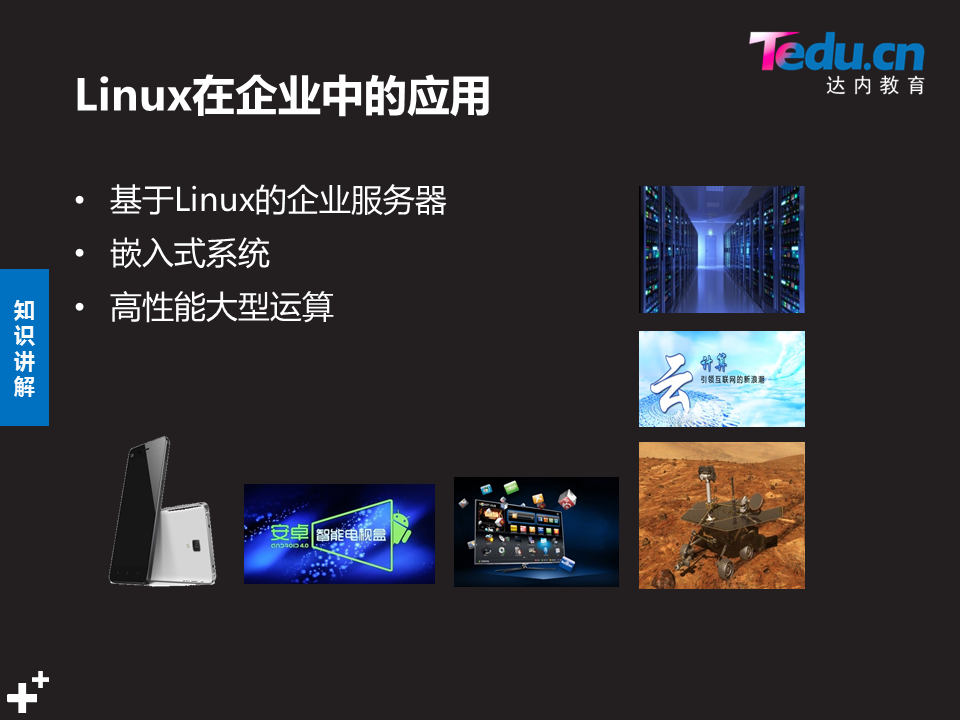 Tedu.cn
达内教育
Linux在企业中的应用
• 基于Linux的企业服务器
• 嵌入式系统
• 高性能大型运算
知识讲解
云计算
引领互联网的新浪潮
安卓智能电视盒
ANDROID 4.0